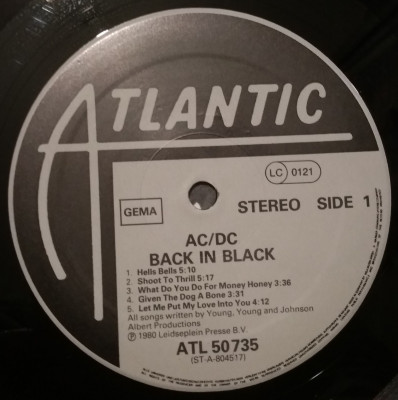 ATLANTIC
LC 0121
GEMA
STEREO SIDE 1
AC/DC
BACK IN BLACK
1. Hells Bells 5:10
2. Shoot To Thrill 5:17
3. What Do You Do For Money Honey 3:36
4. Given The Dog A Bone 3:31
5. Let Me Put My Love Into You 4:12
All songs written by Young, Young and Johnson
Albert Productions
℗ 1980 Leidseplein Presse B.V.
ATL 50 735
(ST-A-804517)